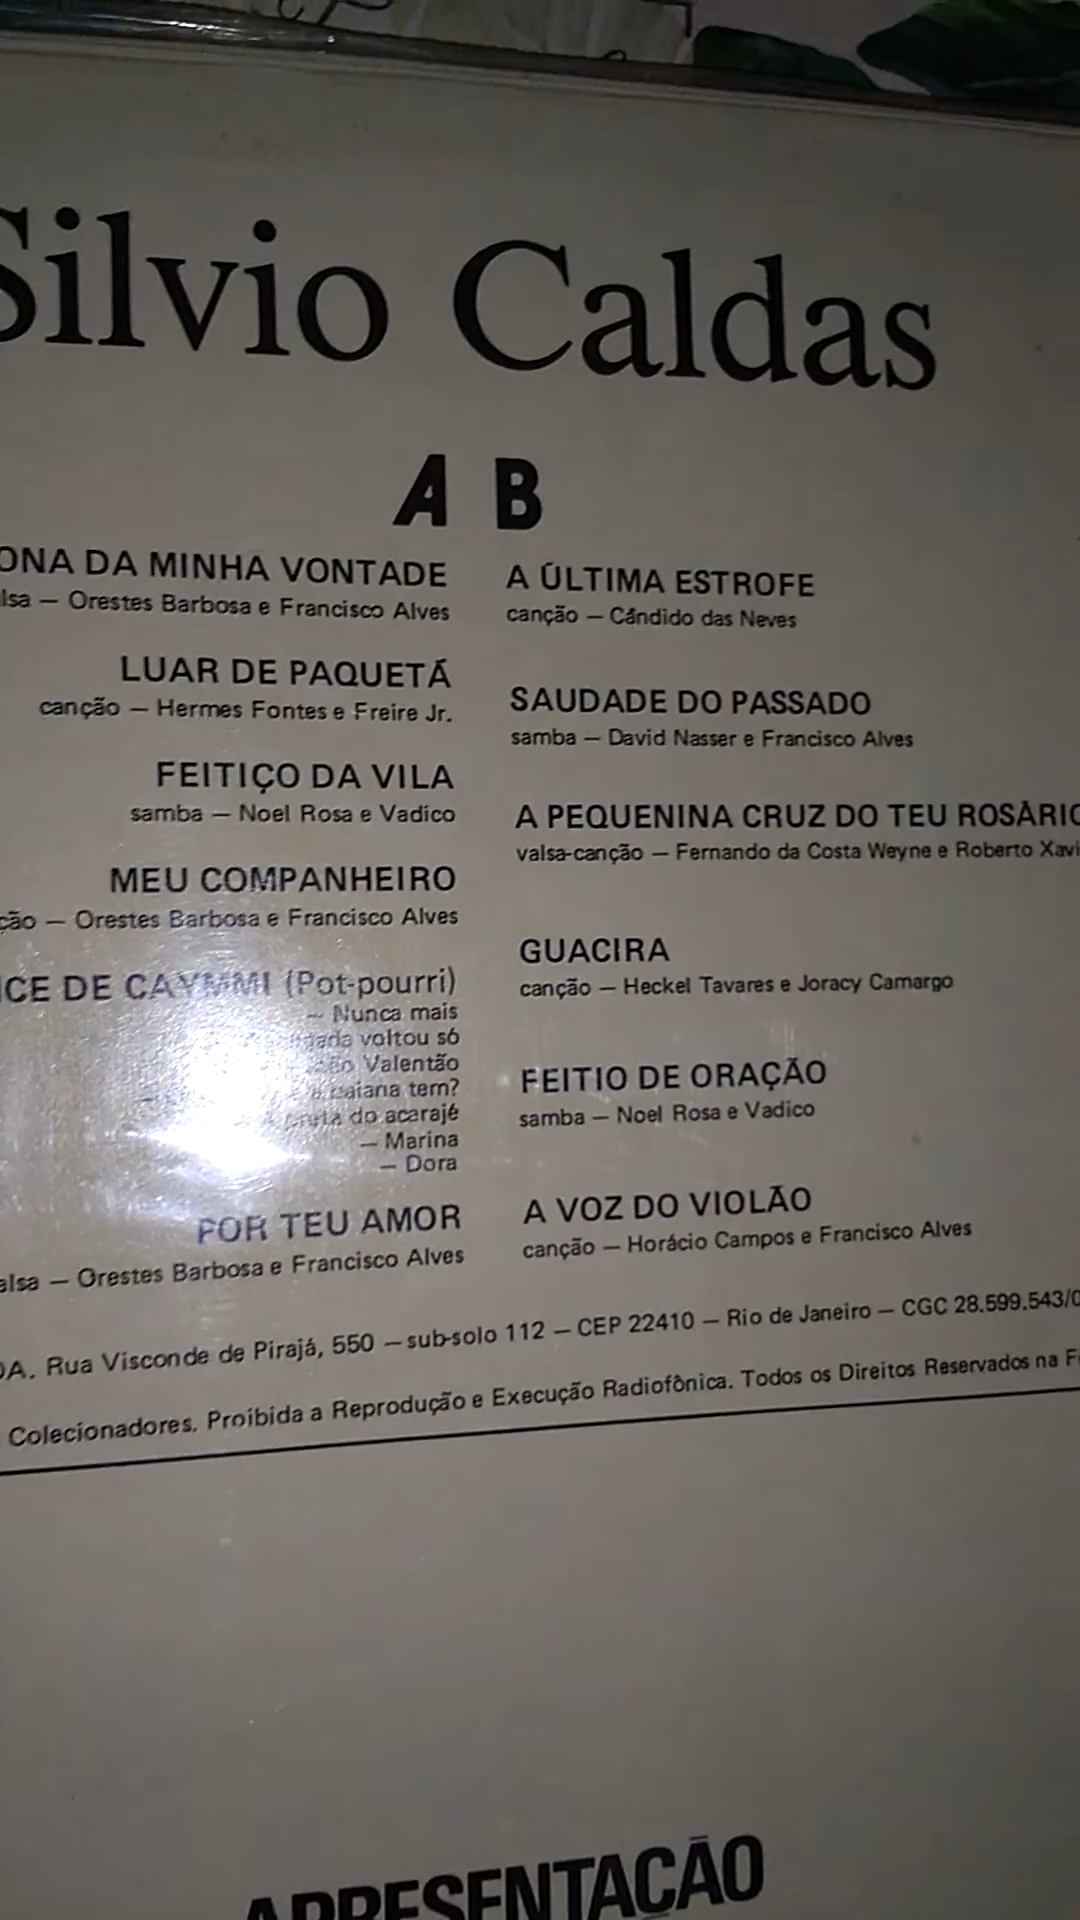 Silvio Caldas
A B
ONA DA MINHA VONTADE
lsa — Orestes Barbosa e Francisco Alves
LUAR DE PAQUETÁ
canção — Hermes Fontes e Freire Jr.
FEITIÇO DA VILA
samba — Noel Rosa e Vadico
MEU COMPANHEIRO
ção — Orestes Barbosa e Francisco Alves
ICE DE CAYMMI (Pot-pourri)
— Nunca mais
voltou só
Valentão
baiana tem?
do acarajé
— Marina
— Dora
POR TEU AMOR
alsa — Orestes Barbosa e Francisco Alves
A ÚLTIMA ESTROFE
canção — Cândido das Neves
SAUDADE DO PASSADO
samba — David Nasser e Francisco Alves
A PEQUENINA CRUZ DO TEU ROSÁRIO
valsa-canção — Fernando da Costa Weyne e Roberto Xavi
GUACIRA
canção — Heckel Tavares e Joracy Camargo
FEITIO DE ORAÇÃO
samba — Noel Rosa e Vadico
A VOZ DO VIOLÃO
canção — Horácio Campos e Francisco Alves
DA. Rua Visconde de Pirajá, 550 — sub-solo 112 — CEP 22410 — Rio de Janeiro — CGC 28.599.543/0
Colecionadores. Proibida a Reprodução e Execução Radiofônica. Todos os Direitos Reservados na F
APRESENTAÇÃO